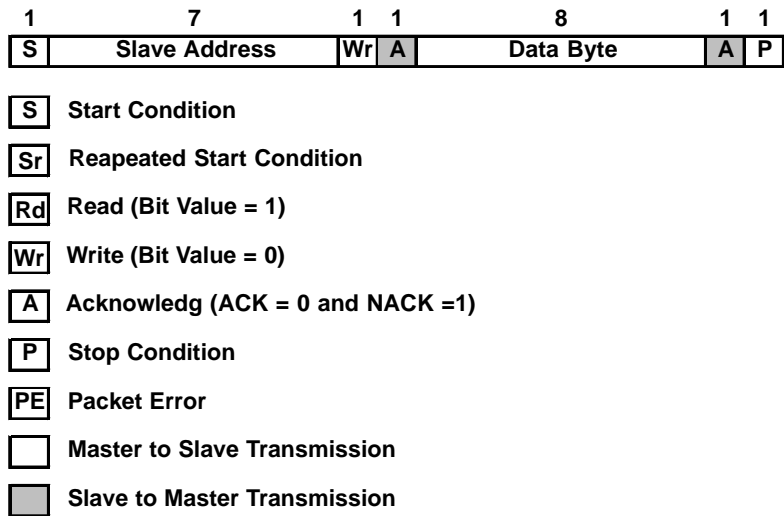 1 7 1 1 8 1 1
S Slave Address Wr A Data Byte A P
S Start Condition
Sr Reapeated Start Condition
Rd Read (Bit Value = 1)
Wr Write (Bit Value = 0)
A Acknowledg (ACK = 0 and NACK =1)
P Stop Condition
PE Packet Error
Master to Slave Transmission
Slave to Master Transmission